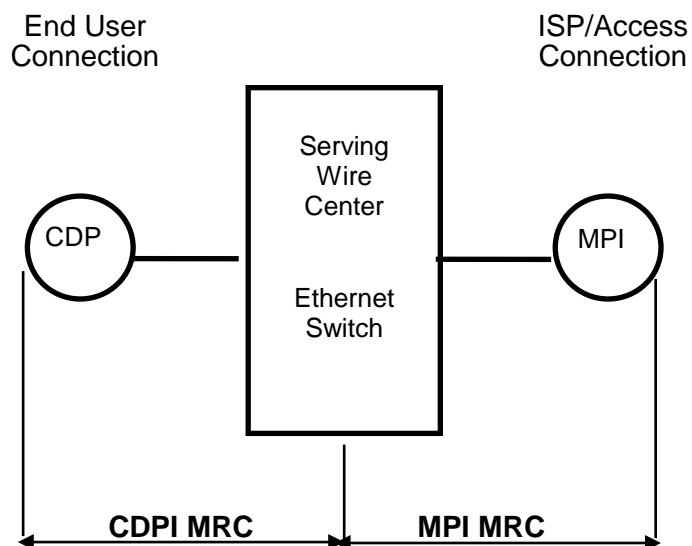 End User
Connection
ISP/Access
Connection
Serving
Wire
Center
CDP
MPI
Ethernet
Switch
CDPI MRC
MPI MRC